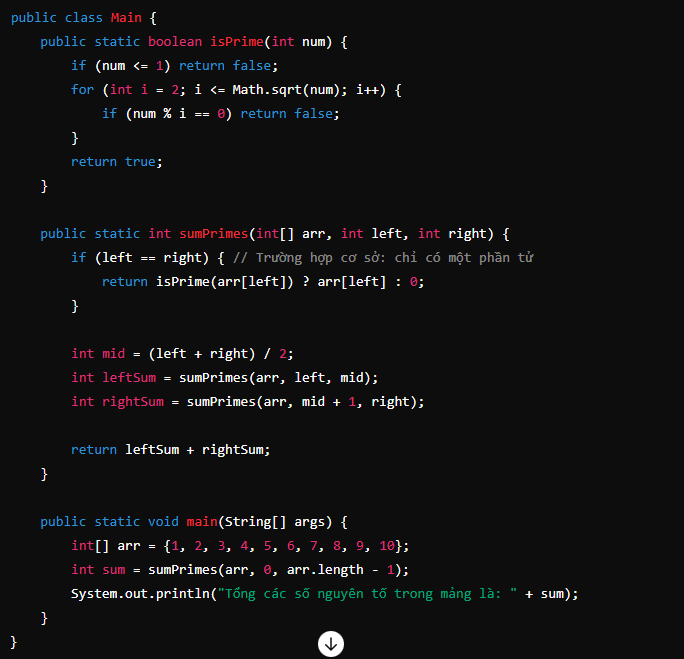 public class Main {
public static boolean isPrime(int num) {
if (num <= 1) return false;
for (int i = 2; i <= Math.sqrt(num); i++) {
if (num % i == 0) return false;
}
return true;
}
public static int sumPrimes(int[] arr, int left, int right) {
if (left == right) { // Trường hợp cơ sở: chỉ có một phần tử
return isPrime(arr[left]) ? arr[left] : 0;
}
int mid = (left + right) / 2;
int leftSum = sumPrimes(arr, left, mid);
int rightSum = sumPrimes(arr, mid + 1, right);
return leftSum + rightSum;
}
public static void main(String[] args) {
int[] arr = {1, 2, 3, 4, 5, 6, 7, 8, 9, 10};
int sum = sumPrimes(arr, 0, arr.length - 1);
System.out.println("Tổng các số nguyên tố trong mảng là: " + sum);
}
}